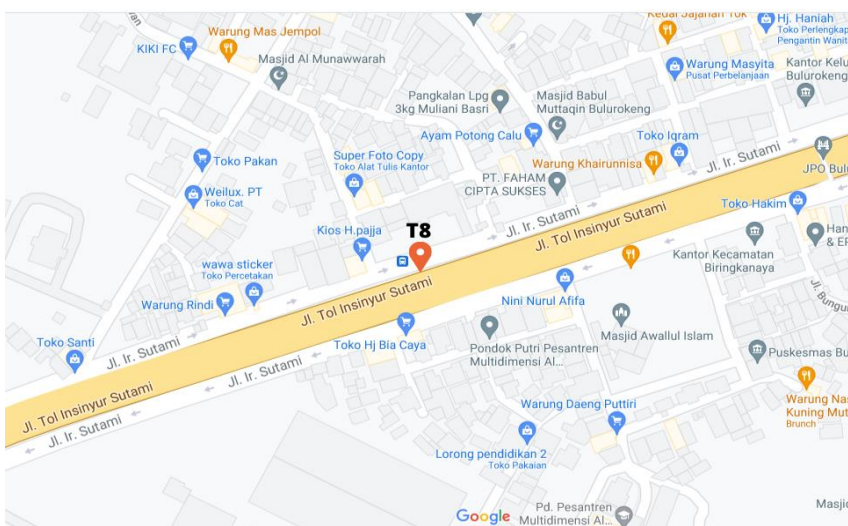 Kedai Jajanan Tok
Hj. Haniah
Toko Perlengkap
Pengantin Wanit
Warung Mas Jempol
KIKI FC
Masjid Al Munawwarah
Warung Masyita
Pusat Perbelanjaan
Kantor Kelu
Bulurokeng
Pangkalan Lpg
3kg Muliani Basri
Masjid Babul
Muttaqin Bulurokeng
Ayam Potong Calu
Toko Iqram
Toko Pakan
Super Foto Copy
Toko Alat Tulis Kantor
Warung Khairunnisa
Jl. Ir. Sutami
JPO Bulu
PT. FAHAM
CIPTA SUKSES
Weilux. PT
Toko Cat
Toko Hakim
Kios H.pajja
T8
Jl. Ir. Sutami
Jl. Tol Insinyur Sutami
Han
& EF
Kantor Kecamatan
Biringkanaya
wawa sticker
Toko Percetakan
Jl. Tol Insinyur Sutami
Warung Rindi
Nini Nurul Afifa
Jl. Bungur
Toko Santi
Jl. Ir. Sutami
Toko Hj Bia Caya
Pondok Putri Pesantren
Multidimensi Al...
Masjid Awallul Islam
Puskesmas Bu
Jl. Ir. Sutami
Jl. Tol Insinyur Sutami
Jl. Ir. Sutami
Warung Daeng Puttiri
Warung Nas
Kuning Mut
Brunch
Lorong pendidikan 2
Toko Pakaian
Masjid
Google
Pd. Pesantren
Multidimensi Al...